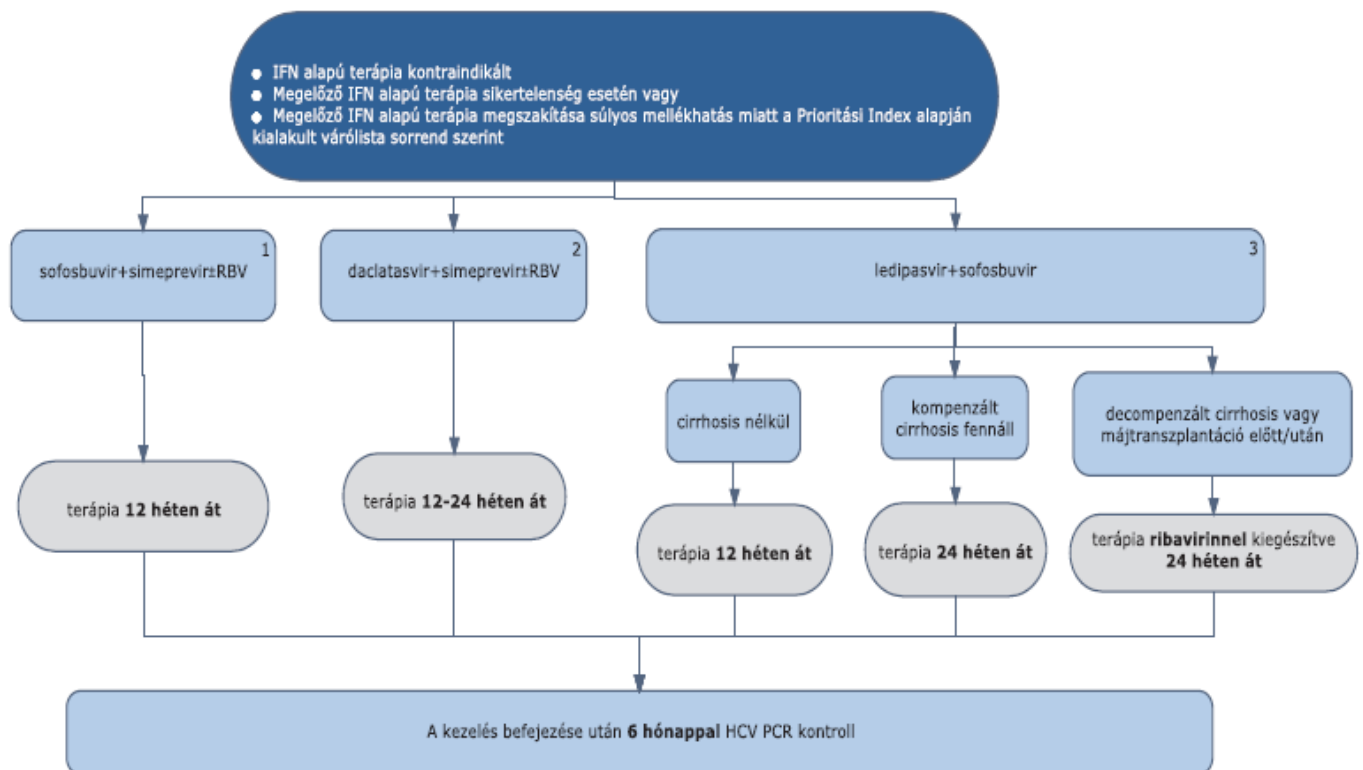 ● IFN alapú terápia kontraindikált
● Megelőző IFN alapú terápia sikertelenség esetén vagy
● Megelőző IFN alapú terápia megszakítása súlyos mellékhatás miatt a Prioritási Index alapján
kialakult várólista sorrend szerint
1
sofosbuvir+simeprevir±RBV
2
daclatasvir+simeprevir±RBV
3
ledipasvir+sofosbuvir
cirrhosis nélkül
kompenzált
cirrhosis fennáll
decompenzált cirrhosis vagy
májtranszplantáció előtt/után
terápia 12 héten át
terápia 12-24 héten át
terápia 12 héten át
terápia 24 héten át
terápia ribavirinnel kiegészítve
24 héten át
A kezelés befejezése után 6 hónappal HCV PCR kontroll